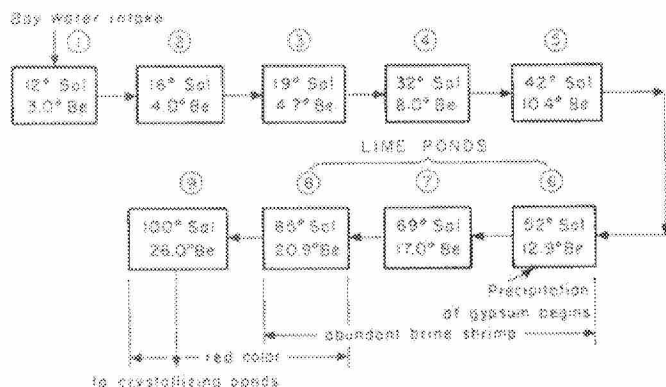 Bay water intake
① ② ③ ④ ⑤
12° Sal 16° Sal 19° Sal 32° Sal 42° Sal
3.0° Be 4.0° Be 4.7° Be 8.0° Be 10.4° Be
LIME PONDS
⑨ ⑧ ⑦ ⑥
100° Sal 85° Sal 69° Sal 52° Sal
26.0° Be 20.9° Be 17.0° Be 12.9° Be
Precipitation
of gypsum begins
abundant brine shrimp
red color
to crystallizing ponds